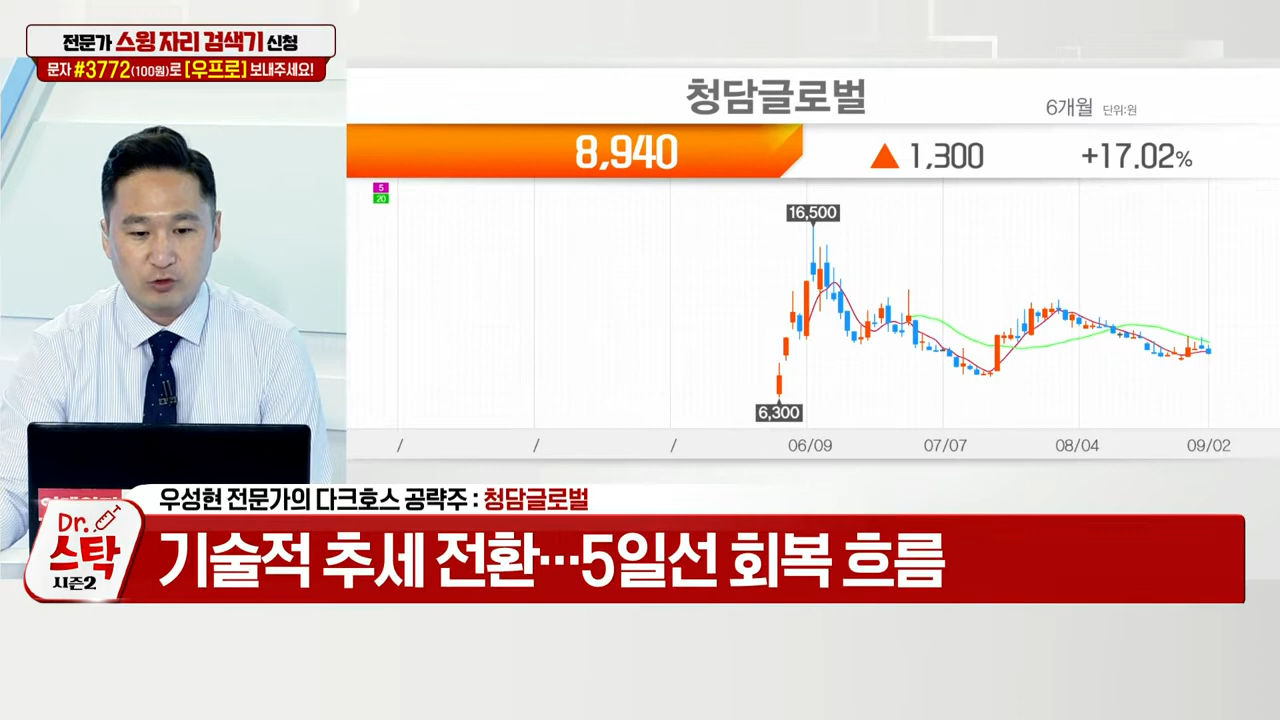 전문가 스윙 자리 검색기 신청
문자 #3772(100원)로 [우프로] 보내주세요!
청담글로벌
6개월 단위:원
8,940 ▲ 1,300 +17.02%
5
20
16,500
6,300
/ / / 06/09 07/07 08/04 09/02
우성현 전문가의 다크호스 공략주 : 청담글로벌
Dr.
스탁
시즌2
기술적 추세 전환···5일선 회복 흐름